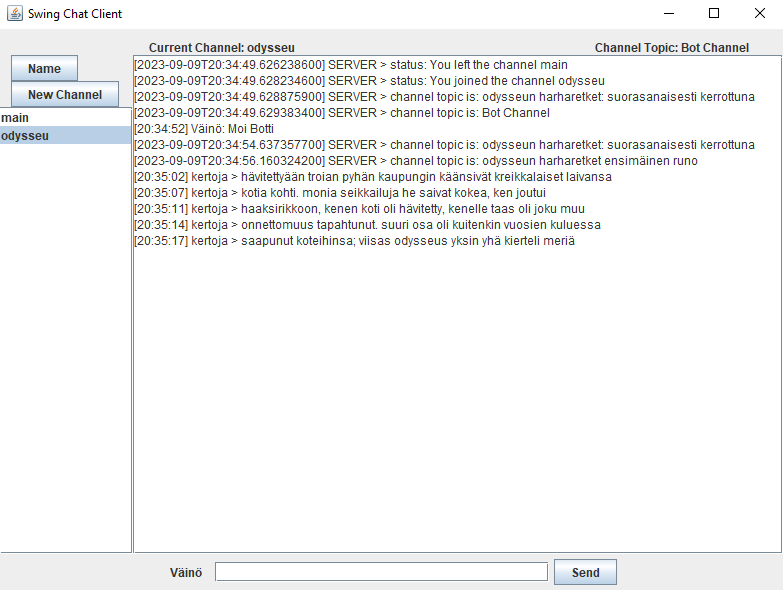 Swing Chat Client
Current Channel: odysseu
Channel Topic: Bot Channel
Name
New Channel
main
odysseu
[2023-09-09T20:34:49.626238600] SERVER > status: You left the channel main
[2023-09-09T20:34:49.628234600] SERVER > status: You joined the channel odysseu
[2023-09-09T20:34:49.628875900] SERVER > channel topic is: odysseun harharetket: suorasanaisesti kerrottuna
[2023-09-09T20:34:49.629383400] SERVER > channel topic is: Bot Channel
[20:34:52] Väinö: Moi Botti
[2023-09-09T20:34:54.637357700] SERVER > channel topic is: odysseun harharetket: suorasanaisesti kerrottuna
[2023-09-09T20:34:56.160324200] SERVER > channel topic is: odysseun harharetket ensimäinen runo
[20:35:02] kertoja > hävitettyään troian pyhän kaupungin käänsivät kreikkalaiset laivansa
[20:35:07] kertoja > kotia kohti. monia seikkailuja he saivat kokea, ken joutui
[20:35:11] kertoja > haaksirikkoon, kenen koti oli hävitetty, kenelle taas oli joku muu
[20:35:14] kertoja > onnettomuus tapahtunut. suuri osa oli kuitenkin vuosien kuluessa
[20:35:17] kertoja > saapunut koteihinsa; viisas odysseus yksin yhä kierteli meriä
Väinö
Send